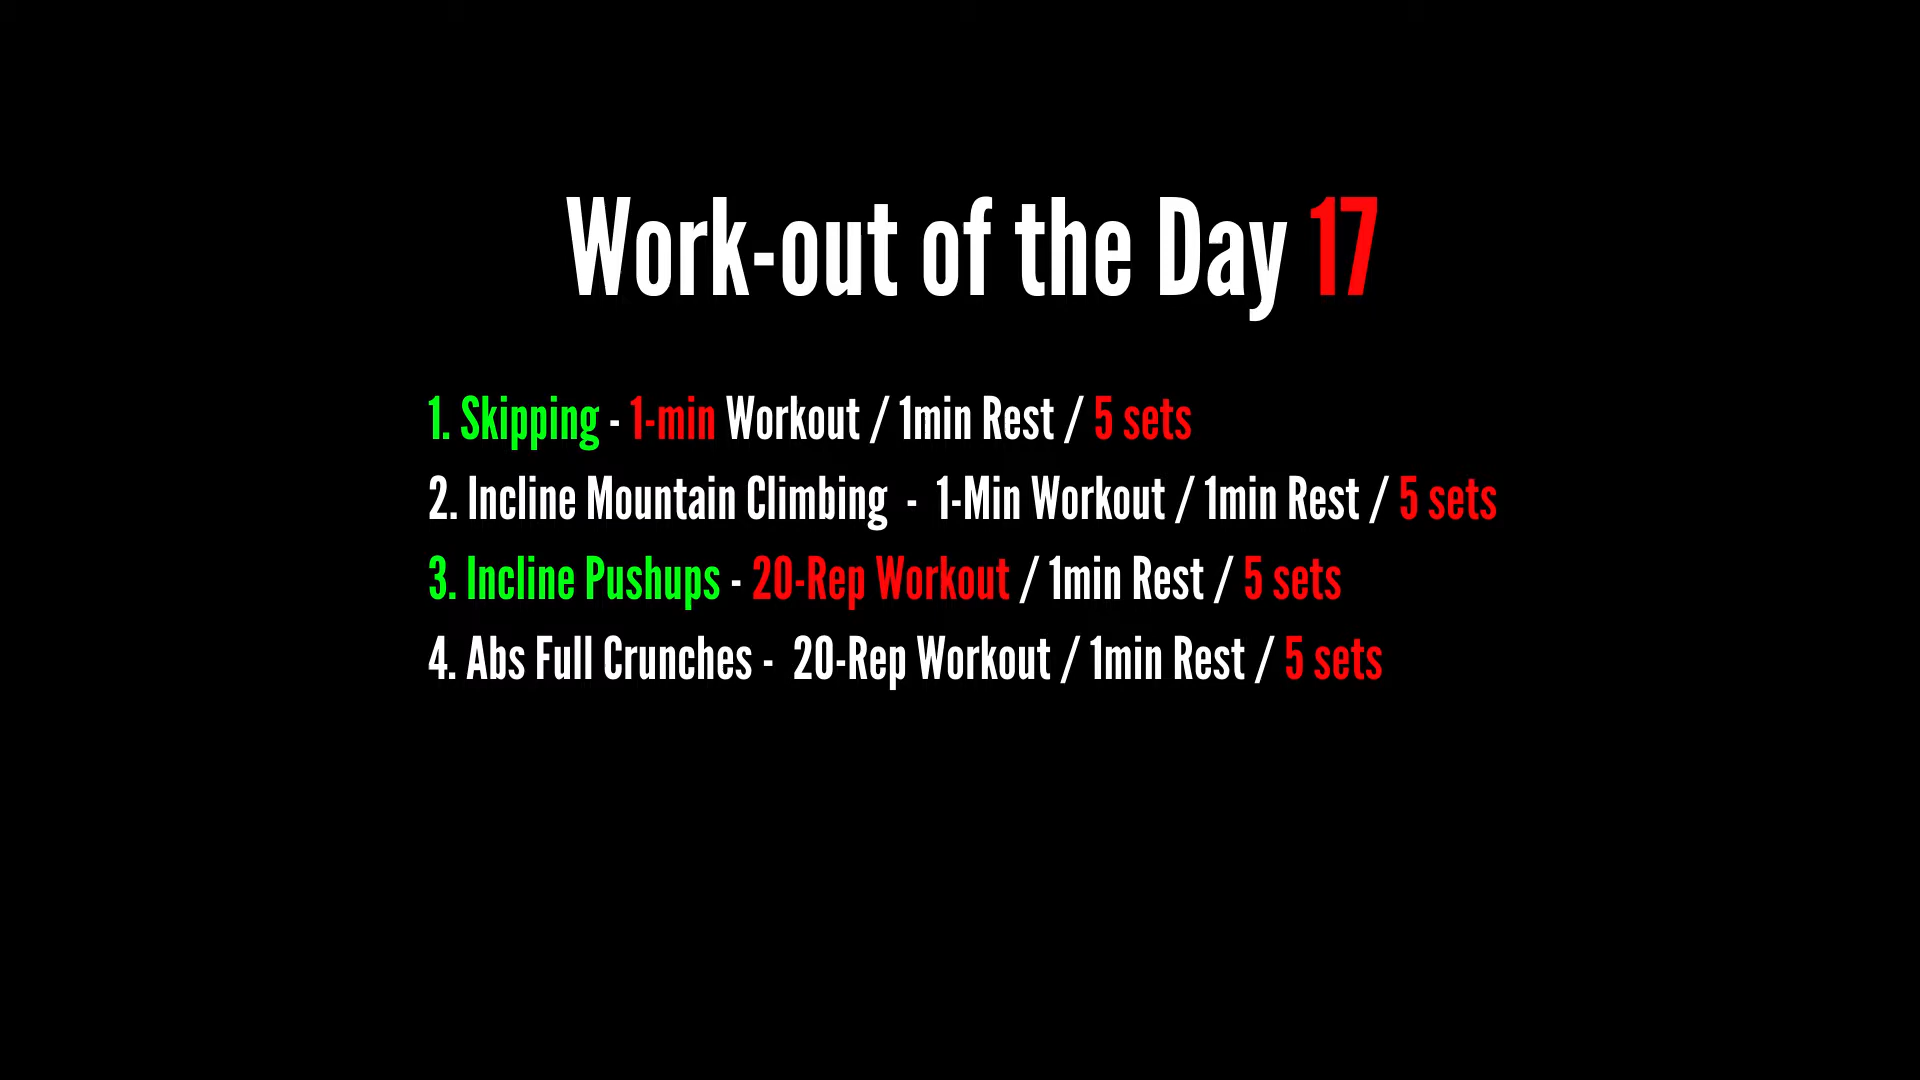 Work-out of the Day 17
1. Skipping - 1-min Workout / 1min Rest / 5 sets
2. Incline Mountain Climbing - 1-Min Workout / 1min Rest / 5 sets
3. Incline Pushups - 20-Rep Workout / 1min Rest / 5 sets
4. Abs Full Crunches - 20-Rep Workout / 1min Rest / 5 sets